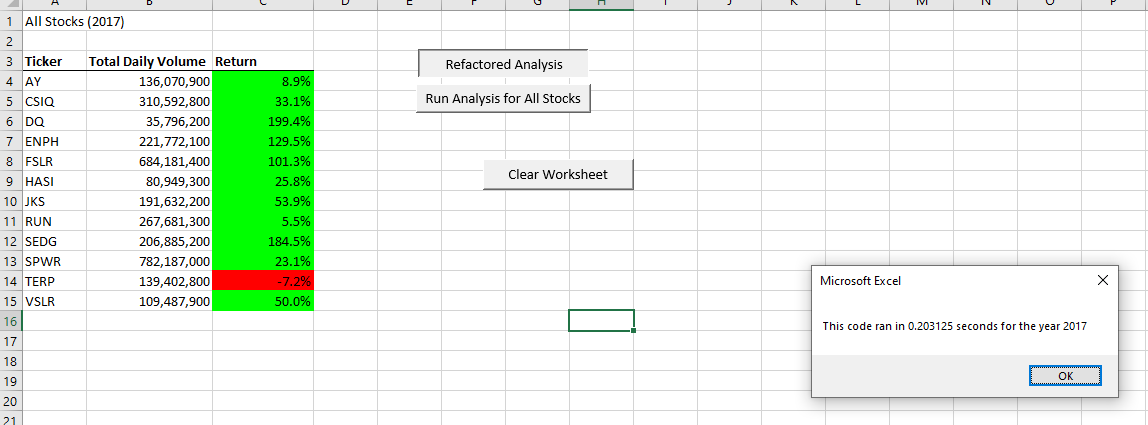 A B C D E F G H I J K L M N O P
1 All Stocks (2017)
2
3 Ticker Total Daily Volume Return
Refactored Analysis
4 AY 136,070,900 8.9%
5 CSIQ 310,592,800 33.1%
Run Analysis for All Stocks
6 DQ 35,796,200 199.4%
7 ENPH 221,772,100 129.5%
8 FSLR 684,181,400 101.3%
9 HASI 80,949,300 25.8%
Clear Worksheet
10 JKS 191,632,200 53.9%
11 RUN 267,681,300 5.5%
12 SEDG 206,885,200 184.5%
13 SPWR 782,187,000 23.1%
14 TERP 139,402,800 -7.2%
15 VSLR 109,487,900 50.0%
16
17
18
19
20
21
Microsoft Excel
This code ran in 0.203125 seconds for the year 2017
OK